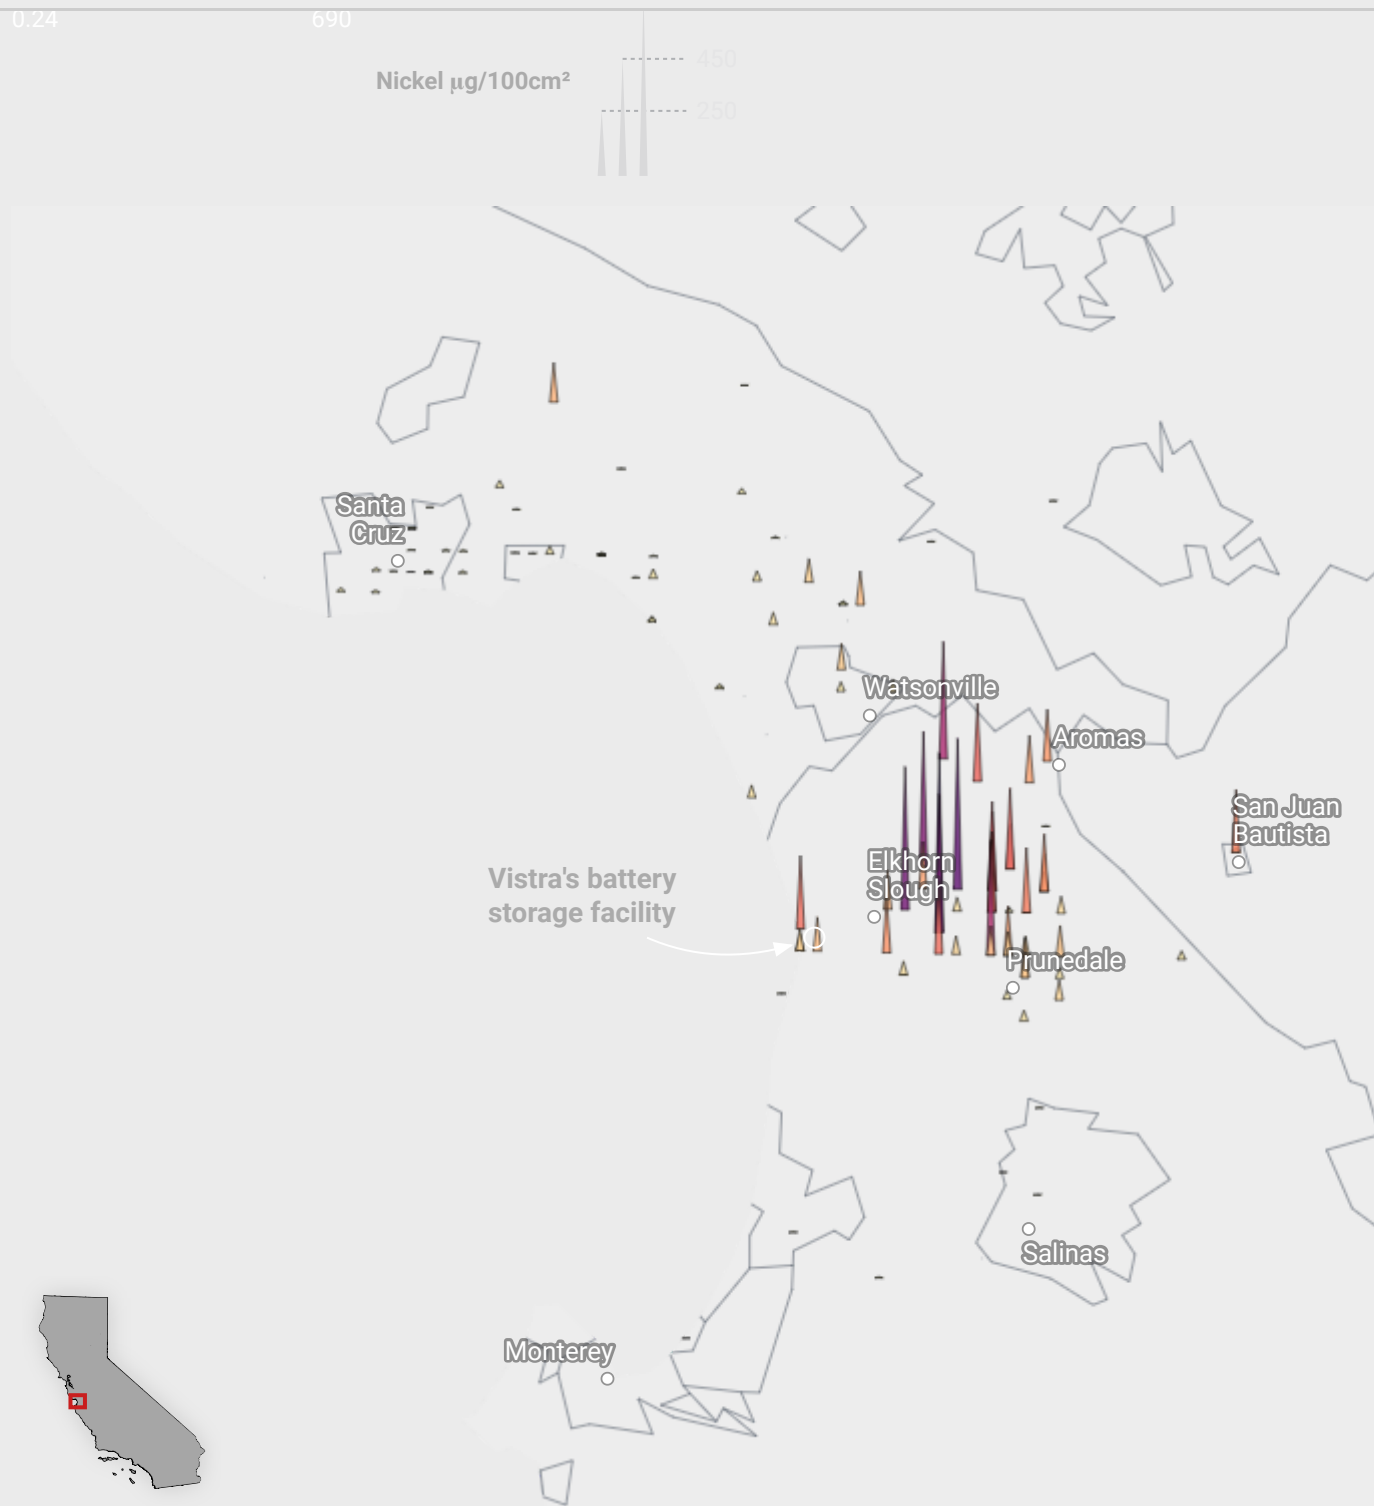 0.24
690
450
Nickel µg/100cm²
250
Santa
Cruz
Watsonville
Aromas
San Juan
Bautista
Elkhorn
Slough
Vistra's battery
storage facility
Prunedale
Salinas
Monterey